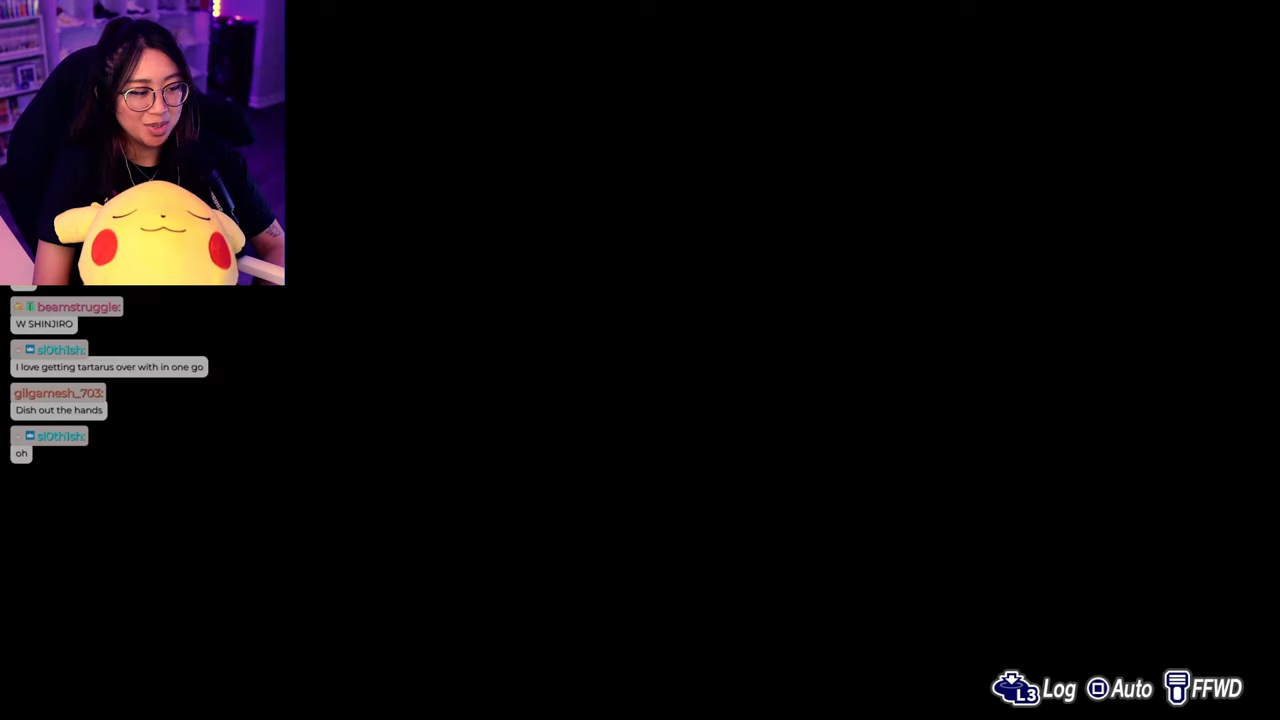 beamstruggle:
W SHINJIRO
sl0th1sh:
I love getting tartarus over with in one go
gilgamesh_703:
Dish out the hands
sl0th1sh:
oh
L3 Log Auto FFWD